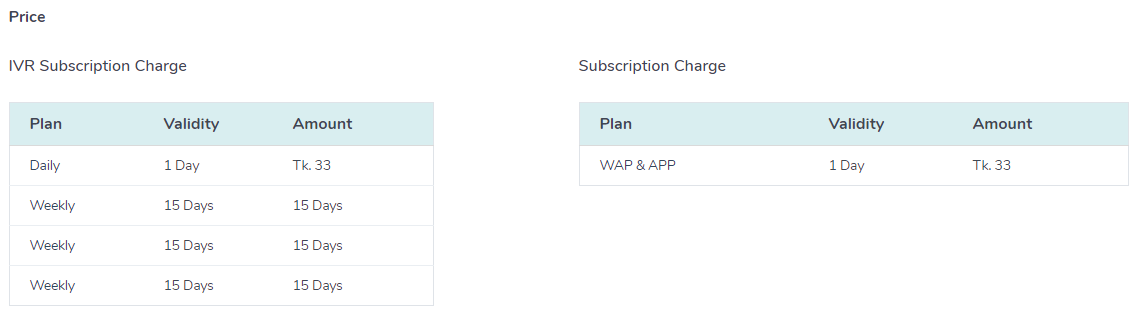 Price
IVR Subscription Charge
Plan Validity Amount
Daily 1 Day Tk. 33
Weekly 15 Days 15 Days
Weekly 15 Days 15 Days
Weekly 15 Days 15 Days
Subscription Charge
Plan Validity Amount
WAP & APP 1 Day Tk. 33